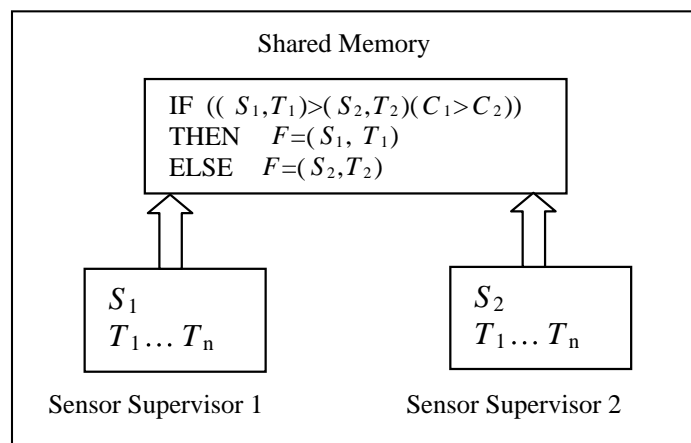 Shared Memory
IF ((S₁,T₁)>(S₂,T₂)(C₁>C₂))
THEN F=(S₁, T₁)
ELSE F=(S₂,T₂)
S₁
T₁... Tₙ
S₂
T₁... Tₙ
Sensor Supervisor 1
Sensor Supervisor 2